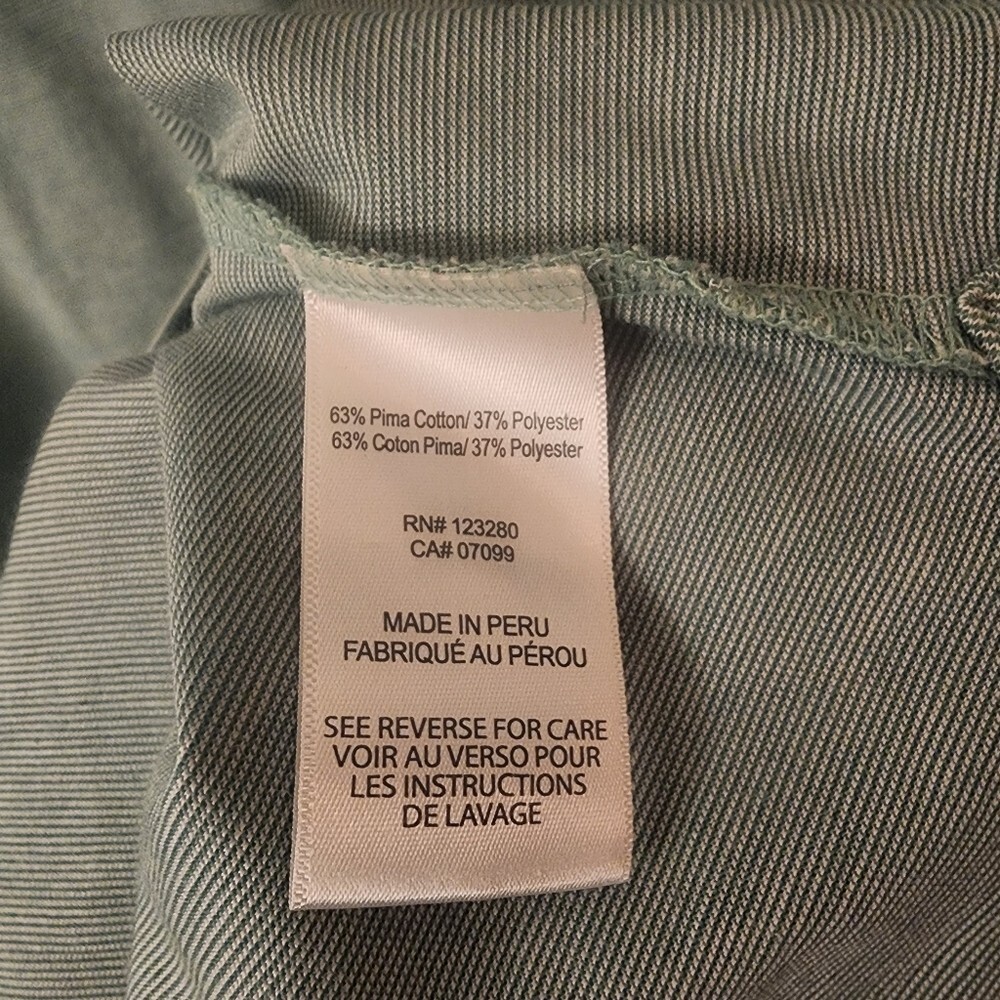 63% Pima Cotton/ 37% Polyester
63% Coton Pima/ 37% Polyester
RN# 123280
CA# 07099
MADE IN PERU
FABRIQUÉ AU PÉROU
SEE REVERSE FOR CARE
VOIR AU VERSO POUR
LES INSTRUCTIONS
DE LAVAGE